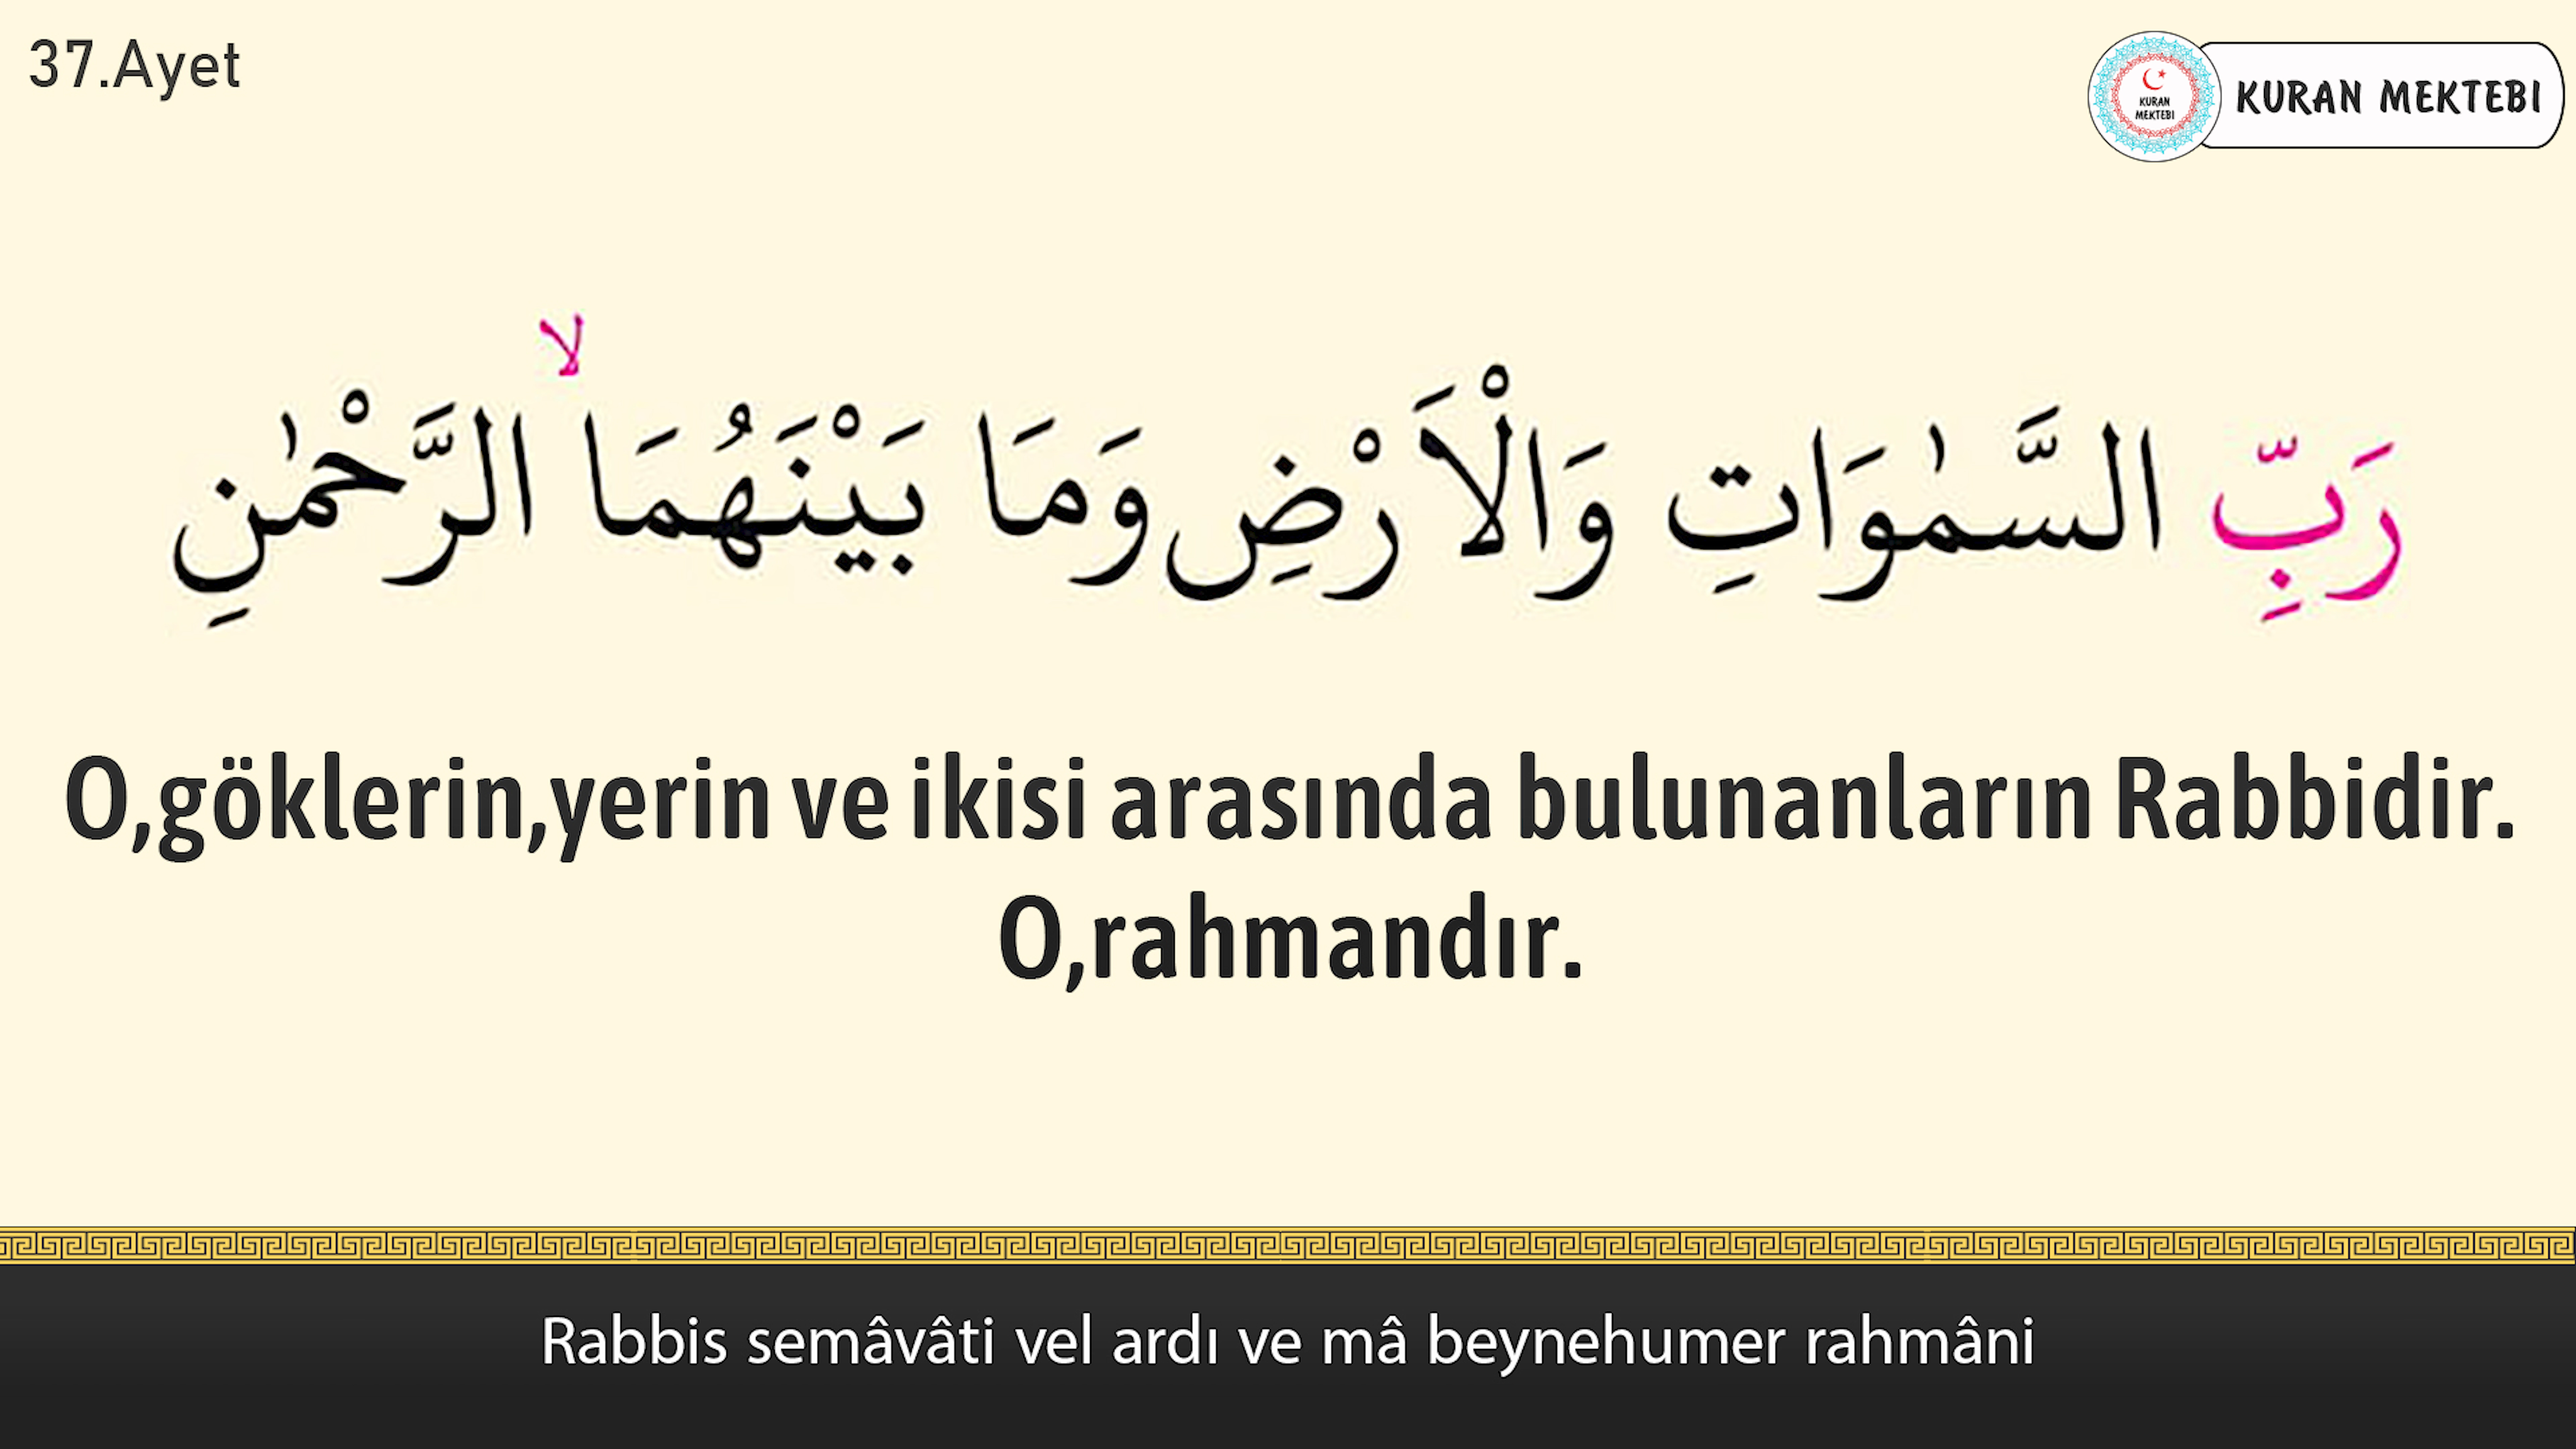 37.Ayet
KURAN
MEKTEBI
KURAN MEKTEBI
لا
رَبِّ السَّمٰوَاتِ وَالْاَرْضِ وَمَا بَيْنَهُمَا الرَّحْمٰنِ
O,göklerin,yerin ve ikisi arasında bulunanların Rabbidir.
O,rahmandır.
Rabbis semâvâti vel ardı ve mâ beynehumer rahmâni